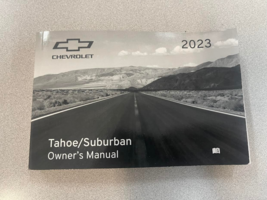 CHEVROLET
2023
Tahoe/Suburban
Owner's Manual